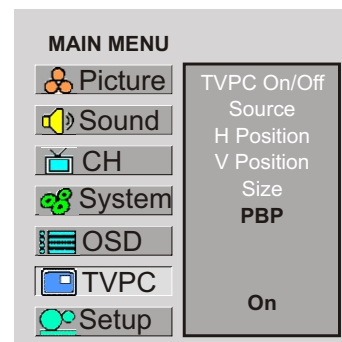 MAIN MENU
Picture
Sound
CH
System
OSD
TVPC
Setup
TVPC On/Off
Source
H Position
V Position
Size
PBP
On